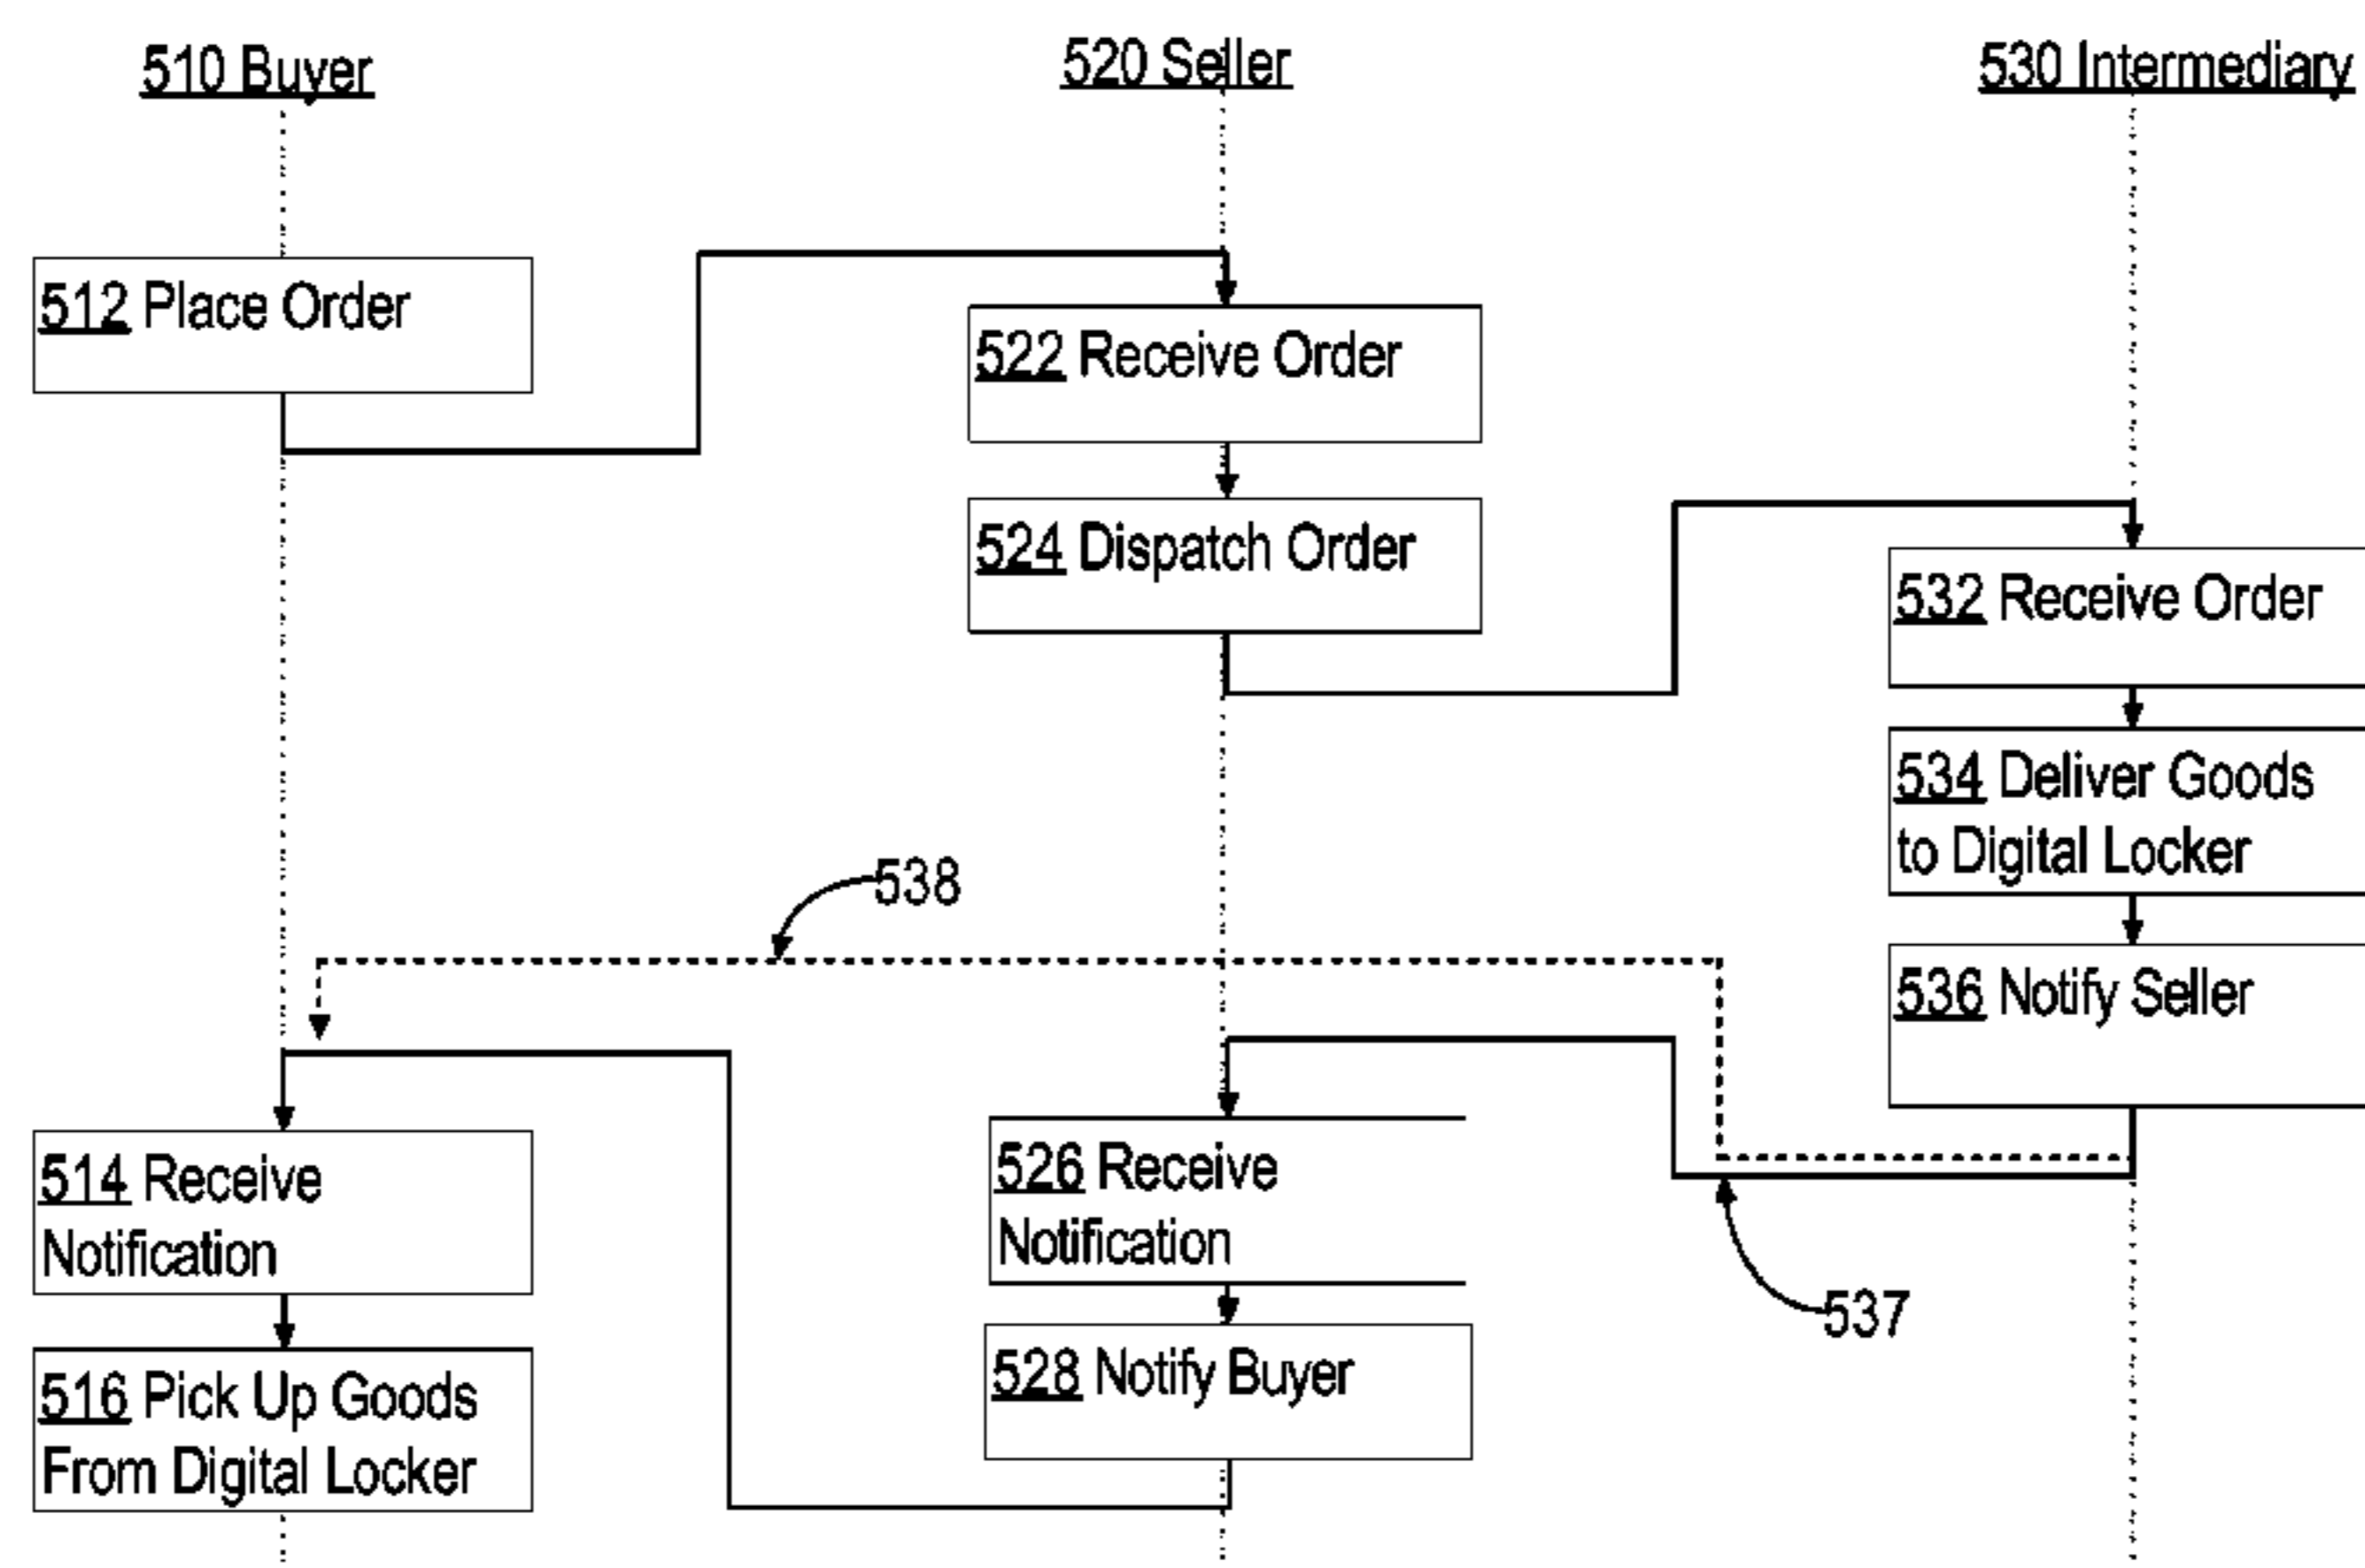 510 Buyer
520 Seller
530 Intermediary
512 Place Order
522 Receive Order
524 Dispatch Order
532 Receive Order
534 Deliver Goods
to Digital Locker
538
536 Notify Seller
514 Receive
Notification
526 Receive
Notification
537
516 Pick Up Goods
From Digital Locker
528 Notify Buyer